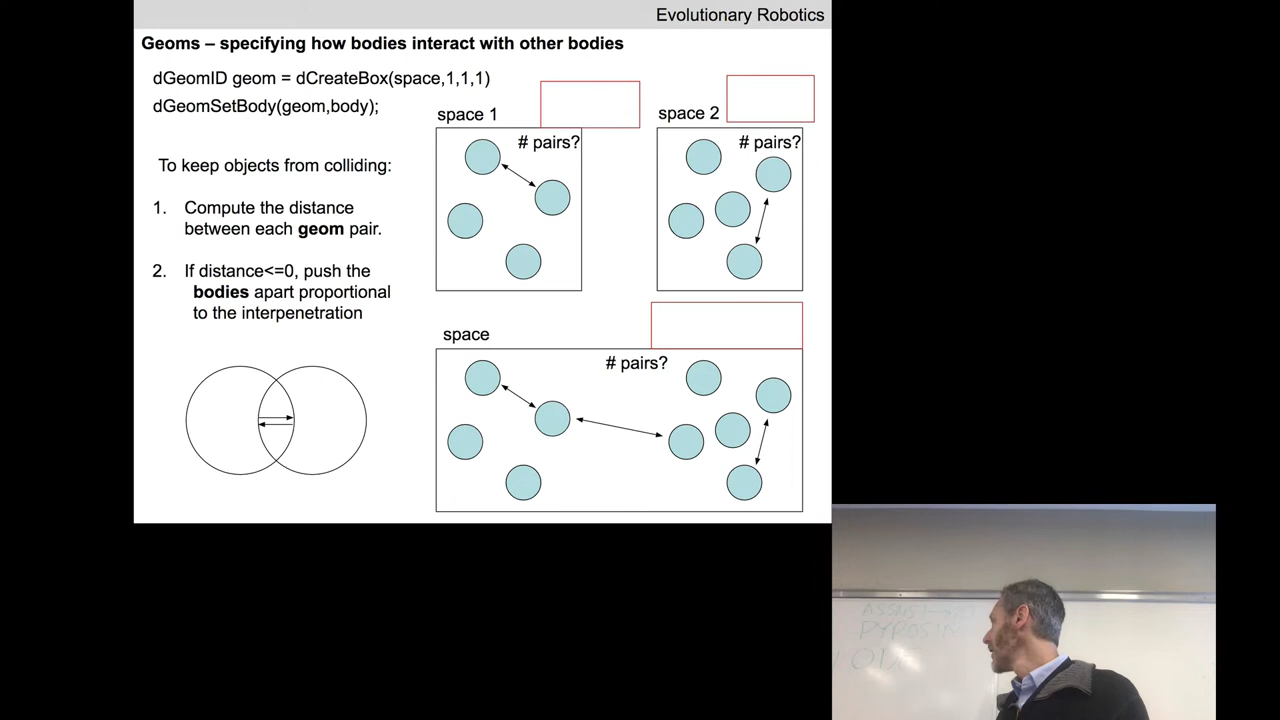 Evolutionary Robotics
Geoms – specifying how bodies interact with other bodies
dGeomID geom = dCreateBox(space,1,1,1)
dGeomSetBody(geom,body);
To keep objects from colliding:
1. Compute the distance
between each geom pair.
2. If distance<=0, push the
bodies apart proportional
to the interpenetration
space 1
# pairs?
space 2
# pairs?
space
# pairs?